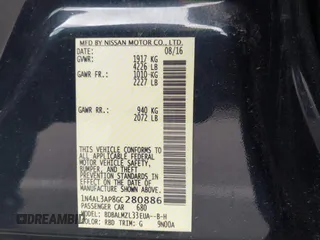 MFD BY NISSAN MOTOR CO., LTD.
DATE: 08/16
GVWR: 1917 KG
4226 LB
GAWR FR: 1010 KG
2227 LB
GAWR RR: 940 KG
2072 LB
THIS VEHICLE CONFORMS TO ALL
APPLICABLE FEDERAL MOTOR
VEHICLE SAFETY, BUMPER,
AND THEFT PREVENTION
STANDARDS IN EFFECT ON
THE DATE OF MANUFACTURE
SHOWN ABOVE.
1N4AL3AP8GC280886
PASSENGER CAR 680
MODEL: BDBALMZL33EUA--B-H
COLOR: RBD TRIM: G 9N00A
DREAMBID.COM